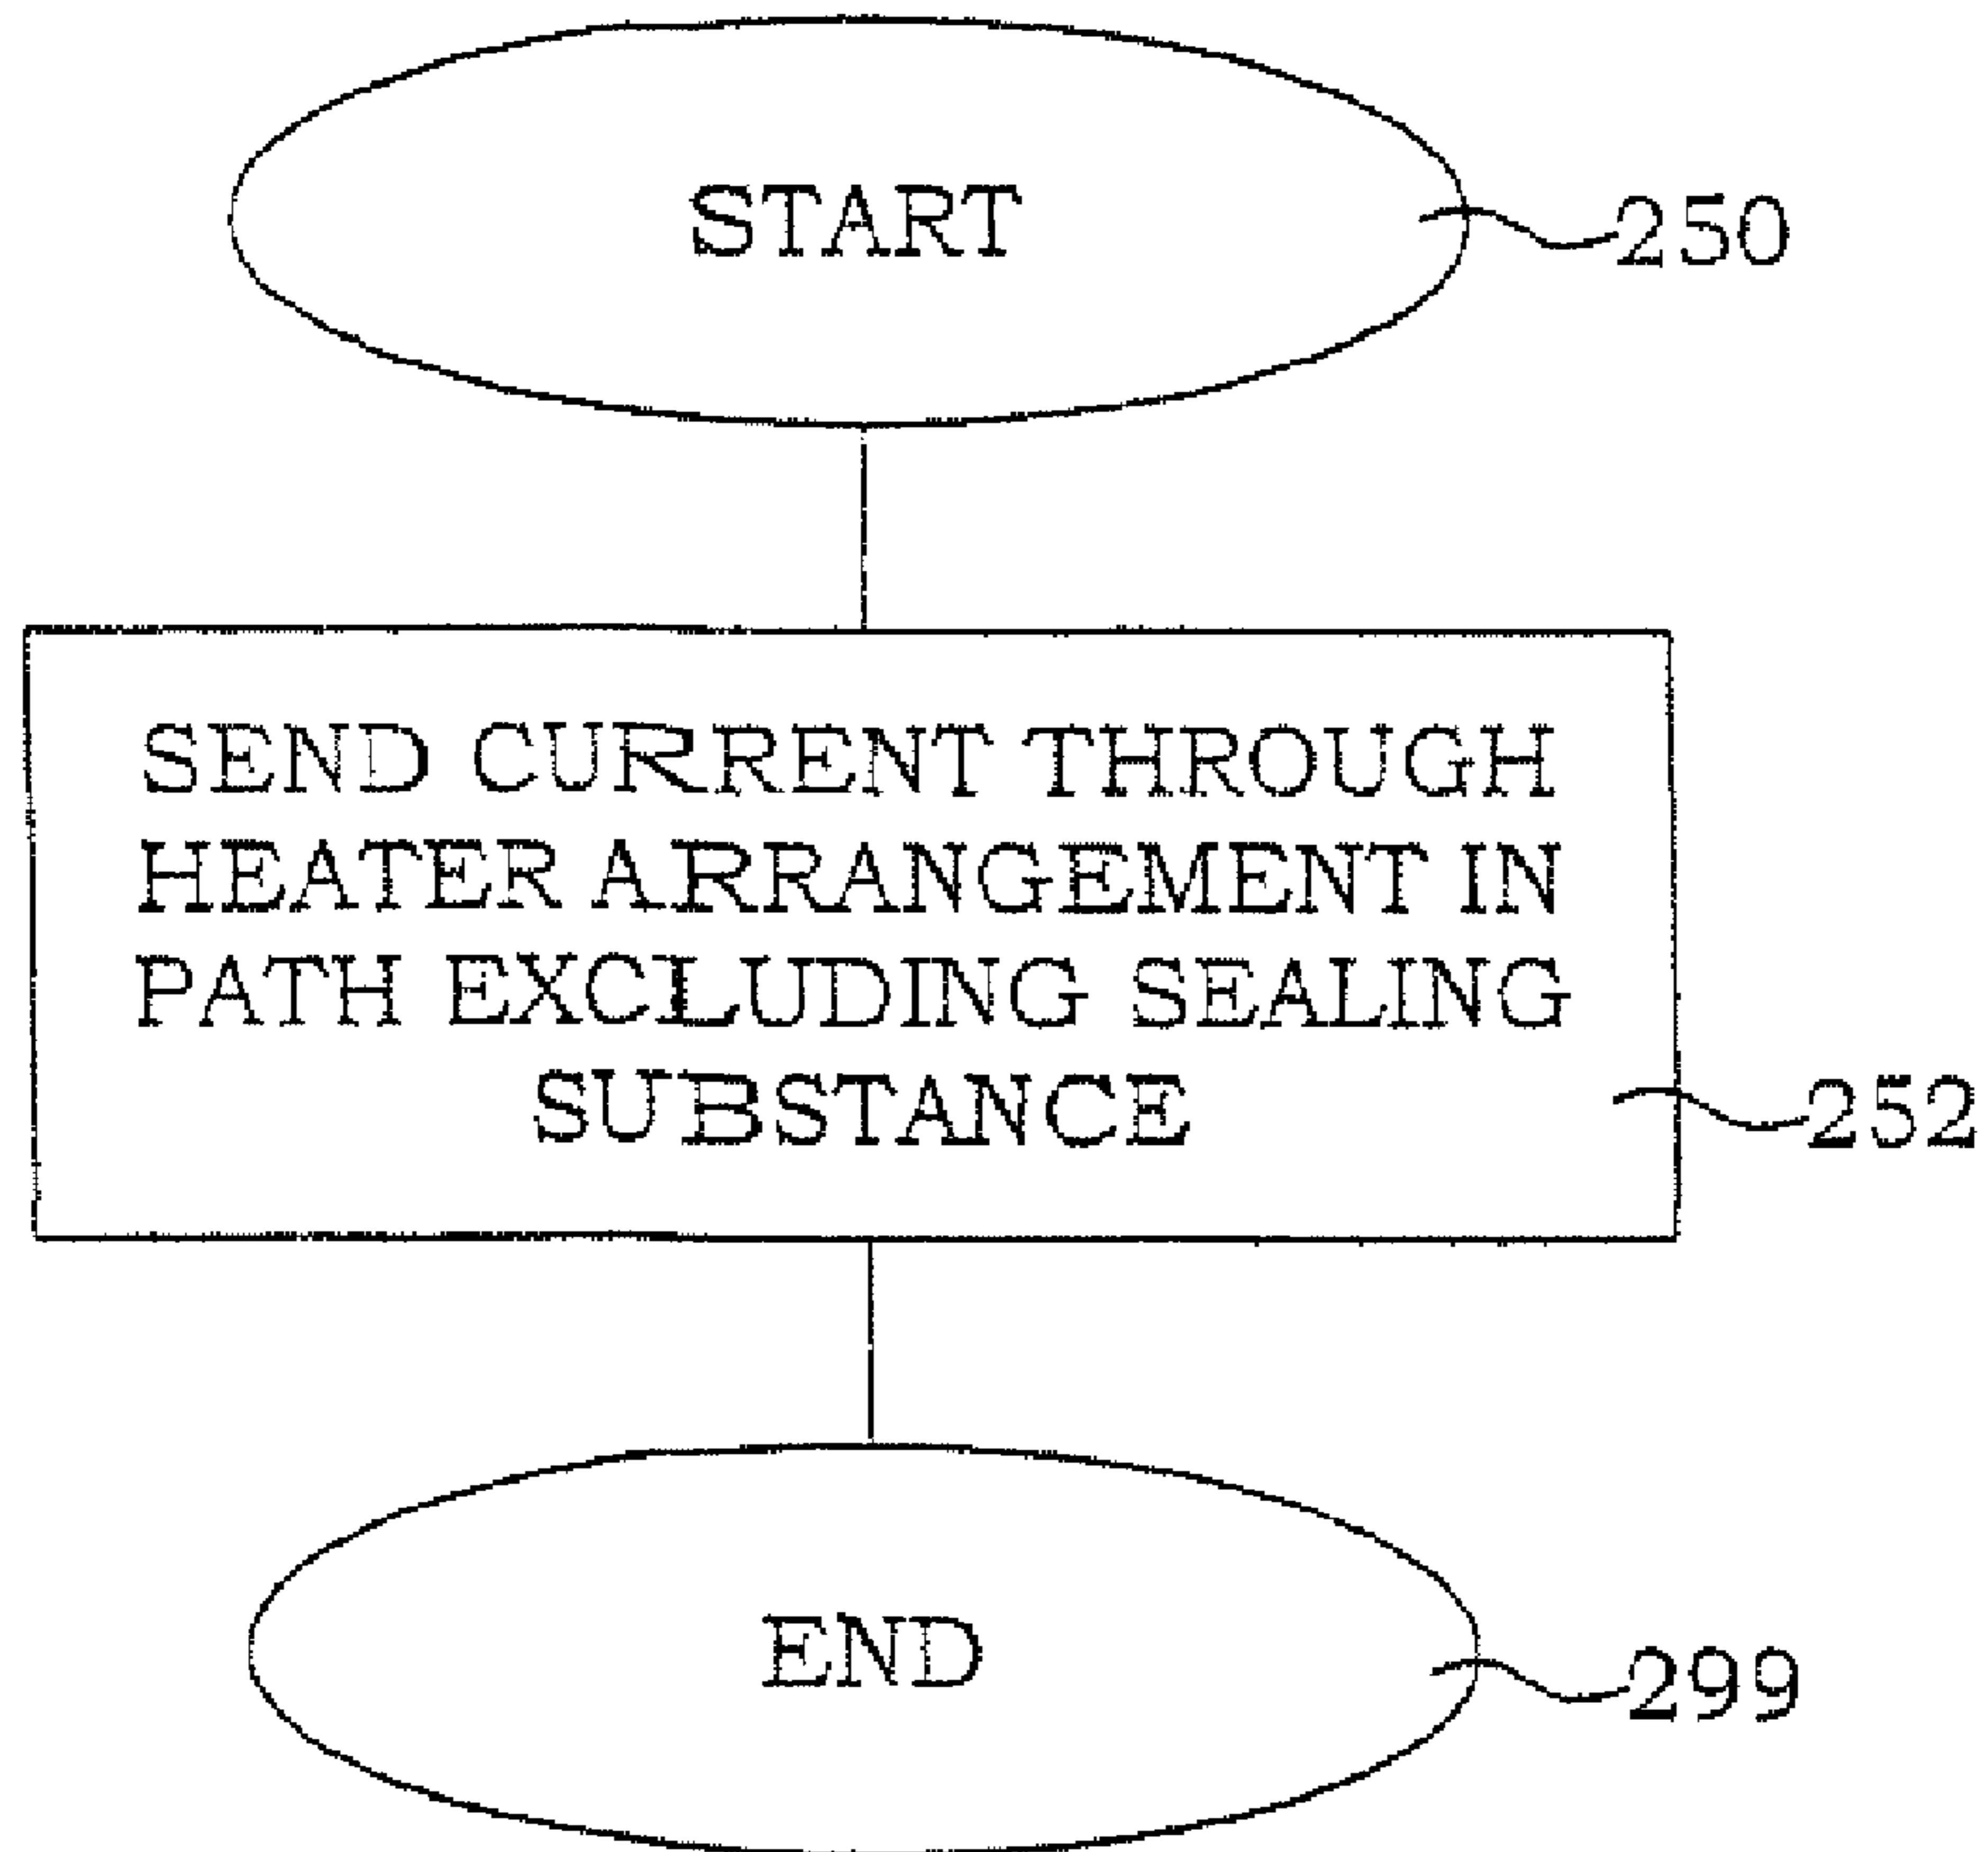 START
250
SEND CURRENT THROUGH
HEATER ARRANGEMENT IN
PATH EXCLUDING SEALING
SUBSTANCE
252
END
299